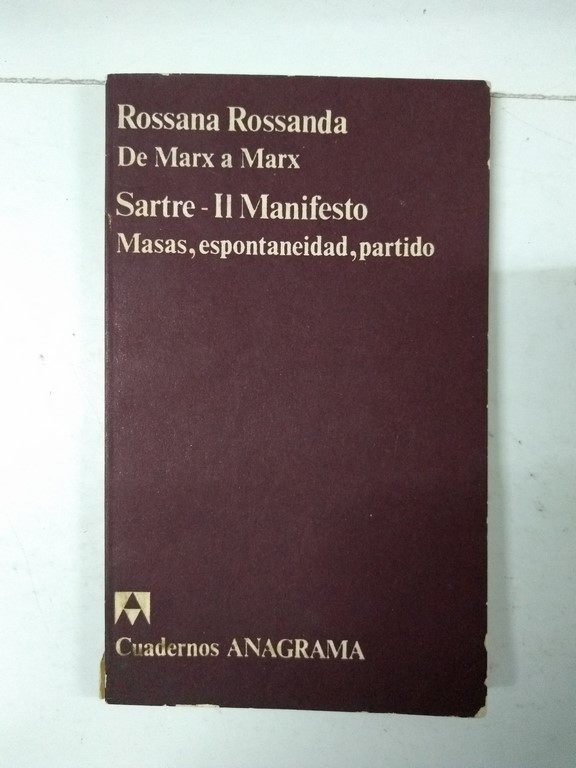 Rossana Rossanda
De Marx a Marx
Sartre - Il Manifesto
Masas, espontaneidad, partido
Cuadernos ANAGRAMA